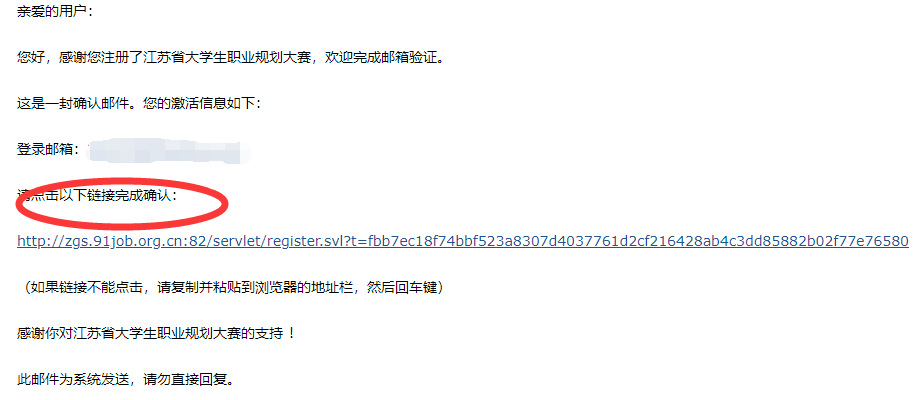 亲爱的用户：
您好，感谢您注册了江苏省大学生职业规划大赛，欢迎完成邮箱验证。
这是一封确认邮件。您的激活信息如下：
登录邮箱：
请点击以下链接完成确认：
http://zgs.91job.org.cn:82/servlet/register.svl?t=fbb7ec18f74bbf523a8307d4037761d2cf216428ab4c3dd85882b02f77e76580
（如果链接不能点击，请复制并粘贴到浏览器的地址栏，然后回车键）
感谢你对江苏省大学生职业规划大赛的支持！
此邮件为系统发送，请勿直接回复。